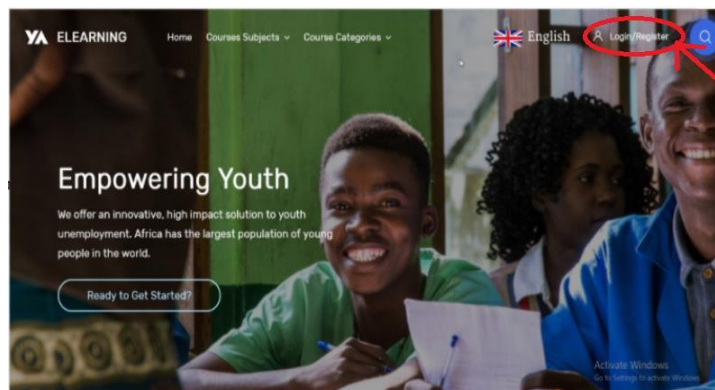 YA ELEARNING
Home Courses Subjects Course Categories
English
Login/Register
Empowering Youth
We offer an innovative, high impact solution to youth
unemployment. Africa has the largest population of young
people in the world.
Ready to Get Started?
Activate Windows
Go to Settings to activate Windows.